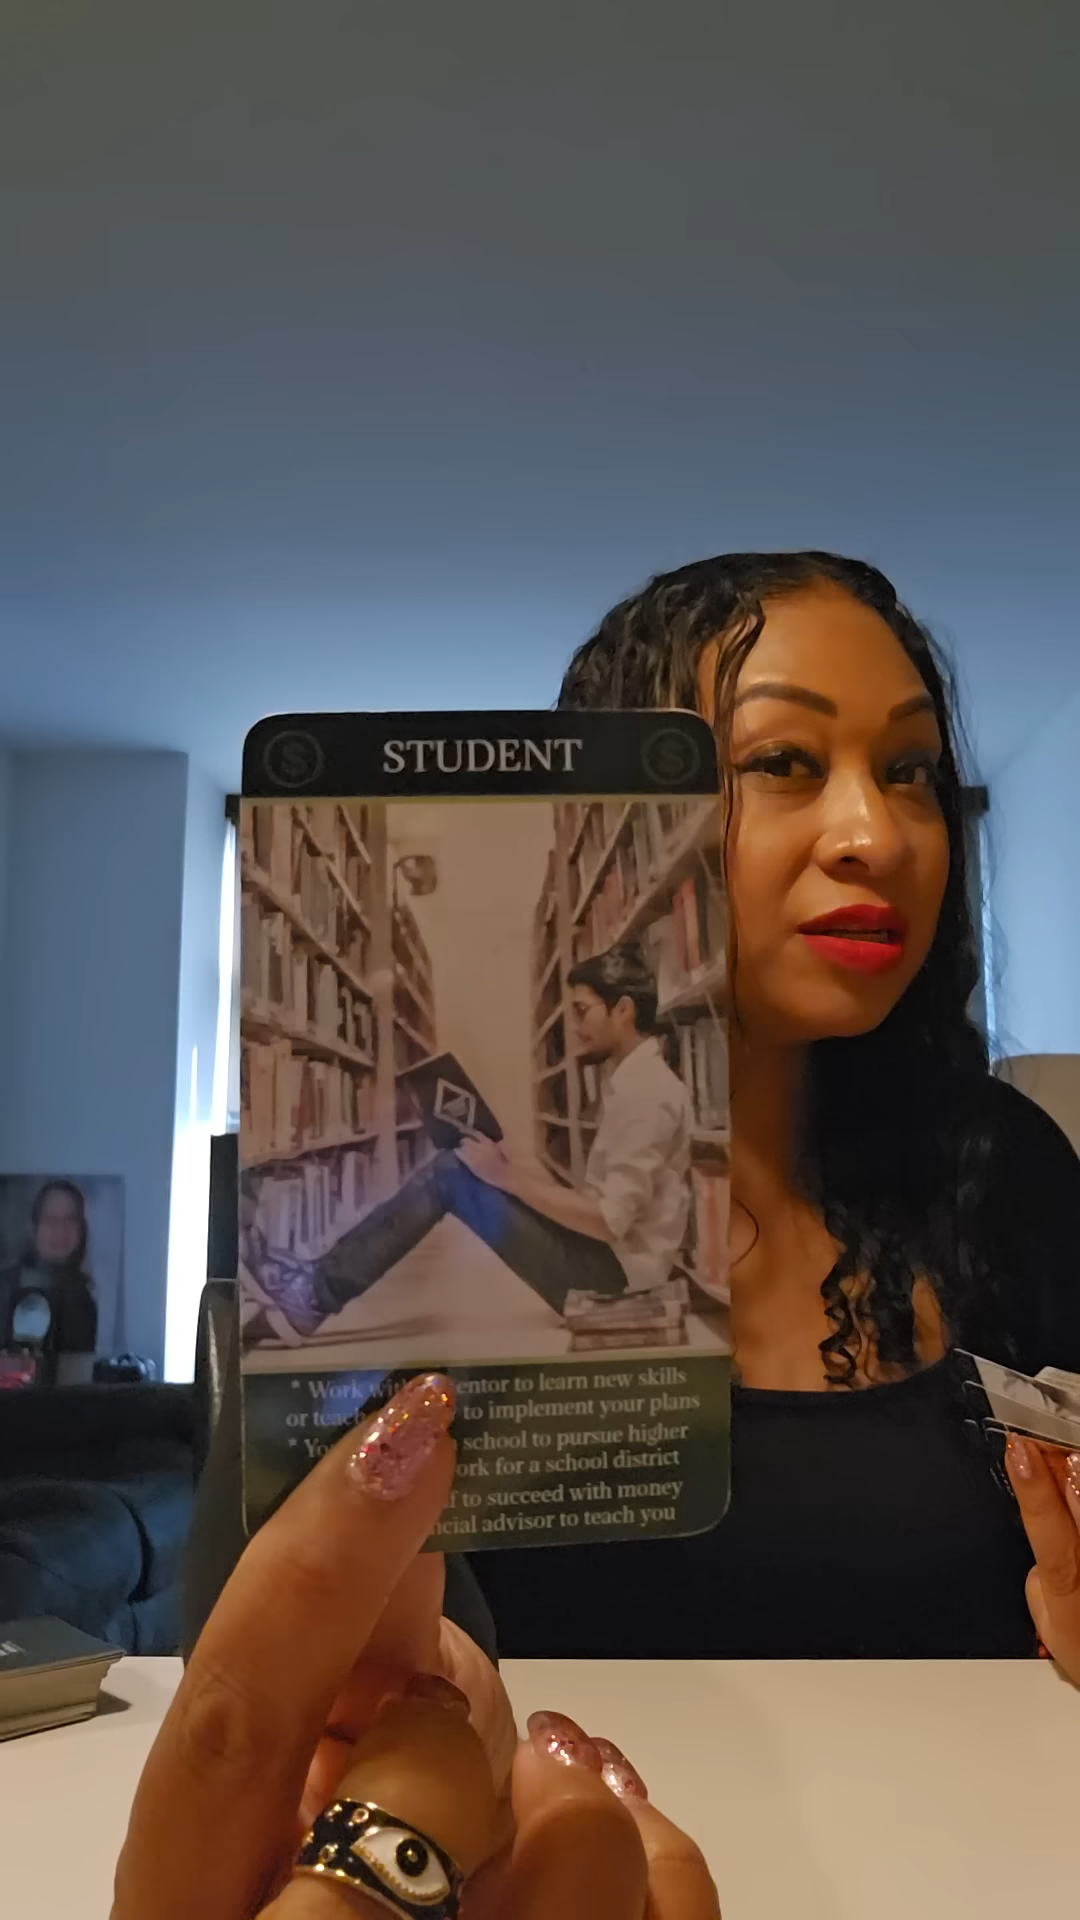 STUDENT
* Work with entor to learn new skills
or teach to implement your plans
* Yo school to pursue higher
ork for a school district
f to succeed with money
ncial advisor to teach you